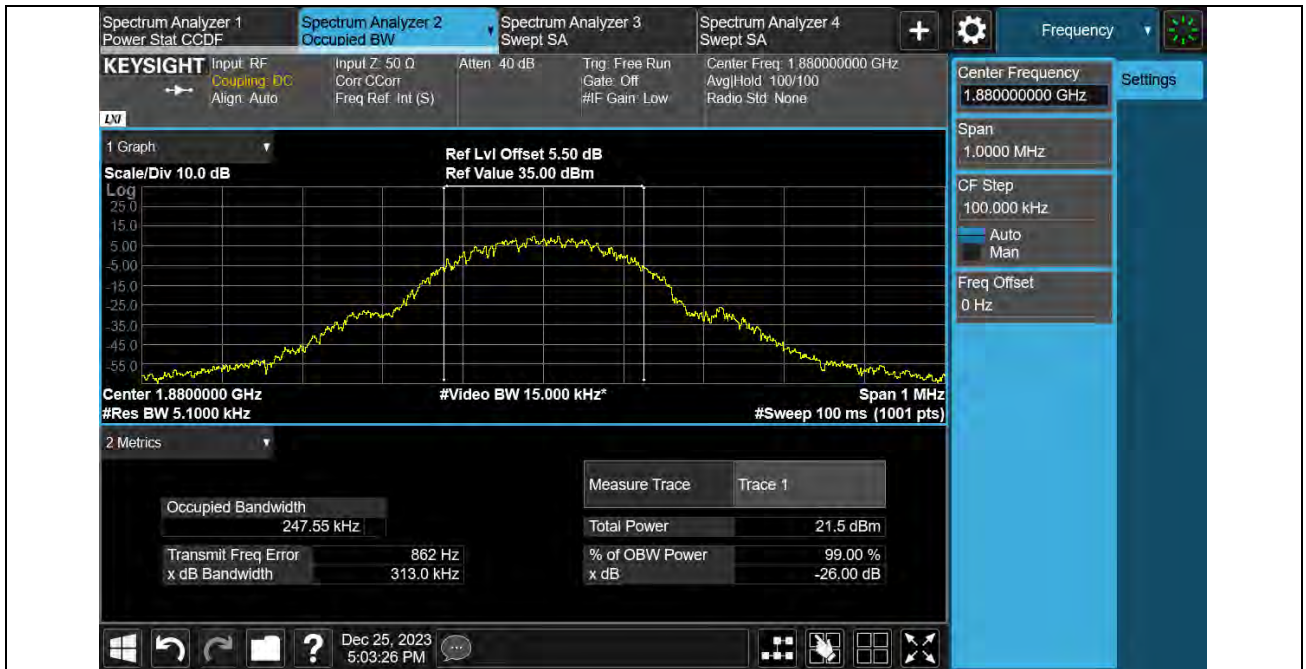 Spectrum Analyzer 1
Power Stat CCDF
Spectrum Analyzer 2
Occupied BW
Spectrum Analyzer 3
Swept SA
Spectrum Analyzer 4
Swept SA
+
Frequency
KEYSIGHT
Input: RF
Coupling: DC
Align: Auto
Input Z: 50 Ω
Corr CCorr
Freq Ref: Int (S)
Atten: 40 dB
Trig: Free Run
Gate: Off
#IF Gain: Low
Center Freq: 1.880000000 GHz
Avg|Hold: 100/100
Radio Std: None
LXI
Center Frequency
1.880000000 GHz
Settings
Span
1.0000 MHz
CF Step
100.000 kHz
Auto
Man
Freq Offset
0 Hz
1 Graph
Scale/Div 10.0 dB
Ref Lvl Offset 5.50 dB
Ref Value 35.00 dBm
Log
25.0
15.0
5.00
-5.00
-15.0
-25.0
-35.0
-45.0
-55.0
Center 1.8800000 GHz
#Video BW 15.000 kHz*
Span 1 MHz
#Res BW 5.1000 kHz
#Sweep 100 ms (1001 pts)
2 Metrics
Measure Trace Trace 1
Occupied Bandwidth
247.55 kHz
Total Power 21.5 dBm
Transmit Freq Error 862 Hz
% of OBW Power 99.00 %
x dB Bandwidth 313.0 kHz
x dB -26.00 dB
?
Dec 25, 2023
5:03:26 PM